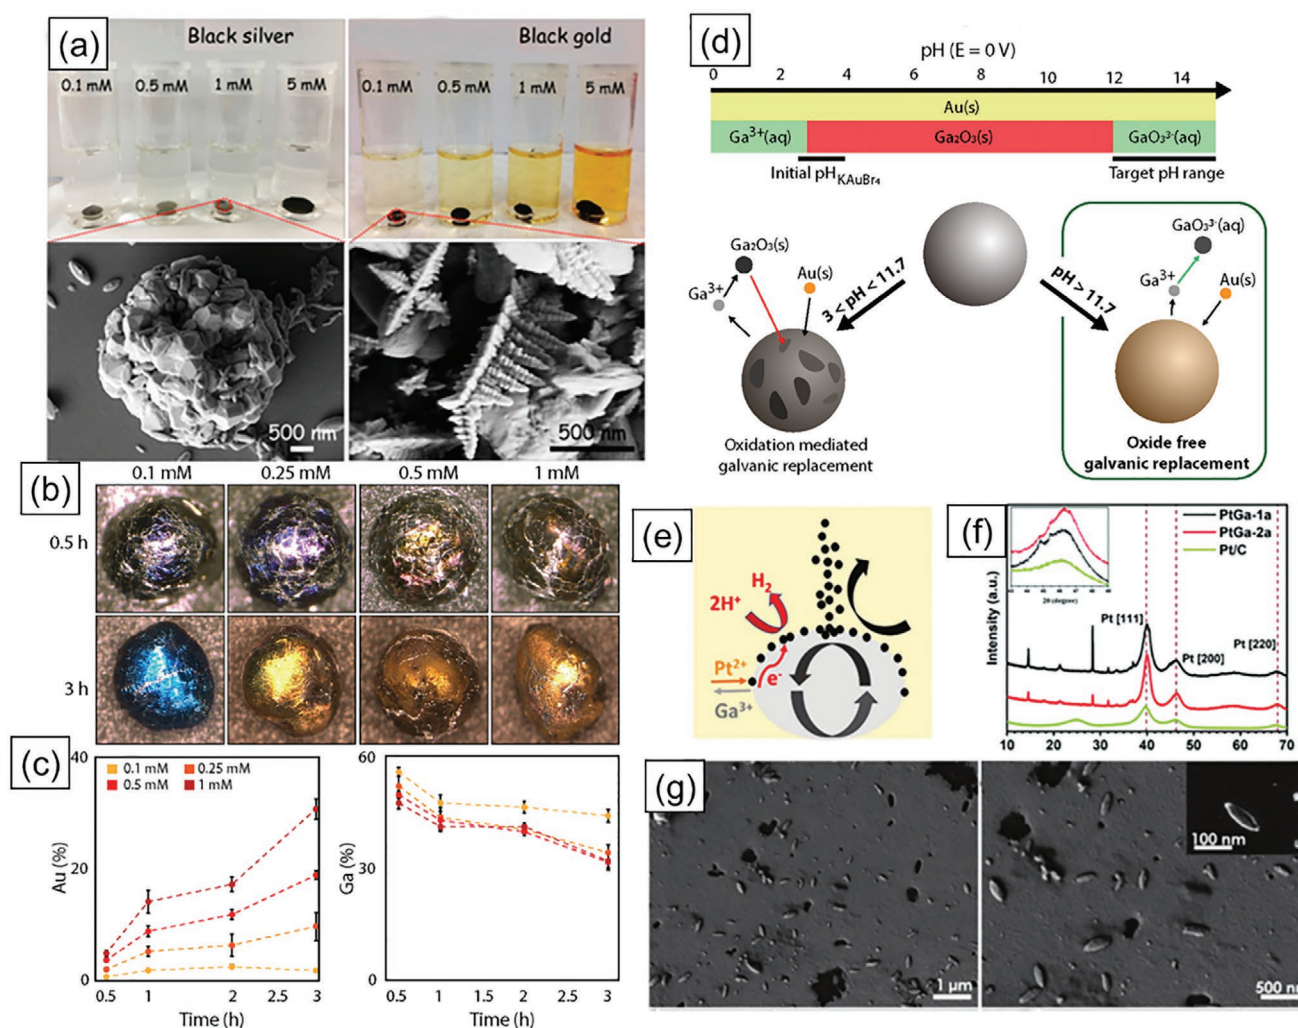 (a)
Black silver
0.1 mM 0.5 mM 1 mM 5 mM
Black gold
0.1 mM 0.5 mM 1 mM 5 mM
500 nm
500 nm
(b)
0.1 mM 0.25 mM 0.5 mM 1 mM
0.5 h
3 h
(c)
40
20
0
Au (%)
0.1 mM 0.25 mM
0.5 mM 1 mM
0.5 1 2 2.5 3
Time (h)
60
30
0
Ga (%)
0.5 1 1.5 2 2.5 3
Time (h)
(d)
pH (E = 0 V)
0 2 4 6 8 10 12 14
Au(s)
Ga3+(aq) Ga2O3(s) GaO33-(aq)
Initial pHKAuBr4
Target pH range
Ga2O3(s)
Ga3+
Au(s)
3 < pH < 11.7
Oxidation mediated
galvanic replacement
pH > 11.7
GaO33-(aq)
Ga3+
Au(s)
Oxide free
galvanic replacement
(e)
H2
2H+
Pt2+
e-
Ga3+
(f)
PtGa-1a
PtGa-2a
Pt/C
2θ (degree)
Intensity (a.u.)
Pt [111]
Pt [200]
Pt [220]
10 20 30 40 50 60 70
(g)
1 µm
100 nm
500 nm